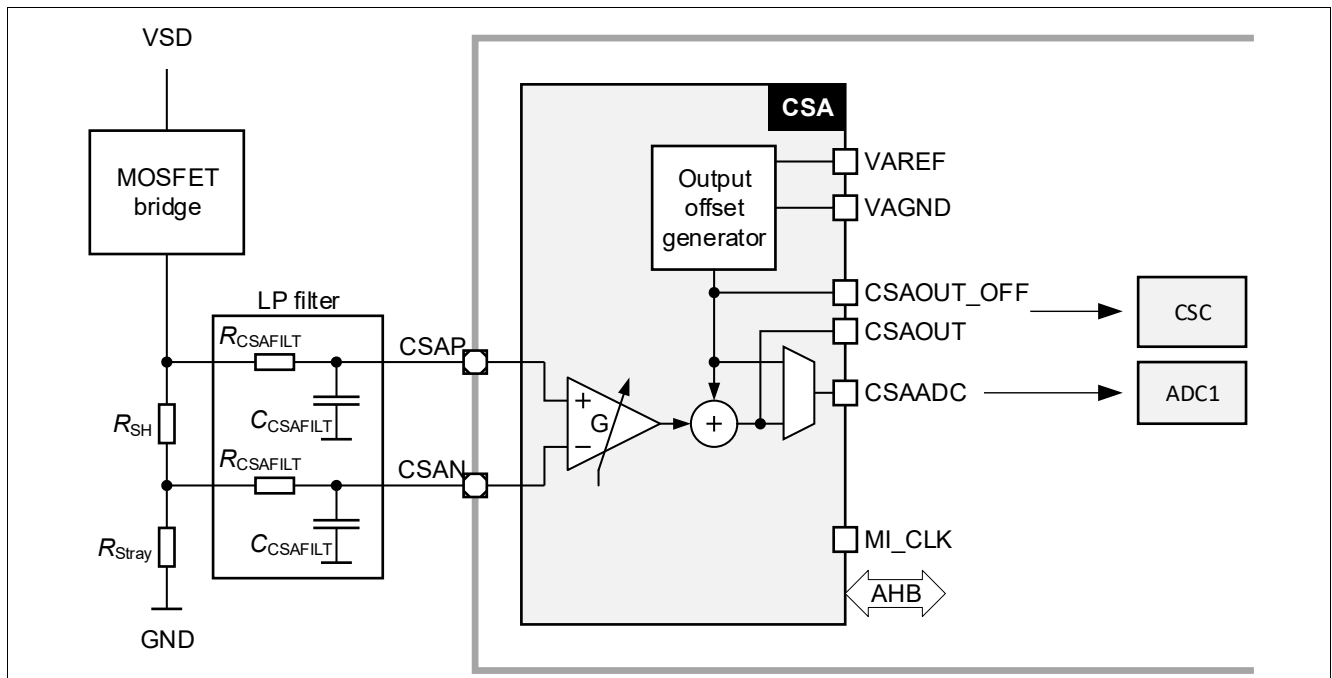 VSD
MOSFET
bridge
LP filter
RCSAFILT
CCSAFILT
RSH
RCSAFILT
CCSAFILT
RStray
GND
CSAP
CSAN
CSA
Output
offset
generator
+
G
−
+
VAREF
VAGND
CSAOUT_OFF
CSAOUT
CSAADC
MI_CLK
AHB
CSC
ADC1